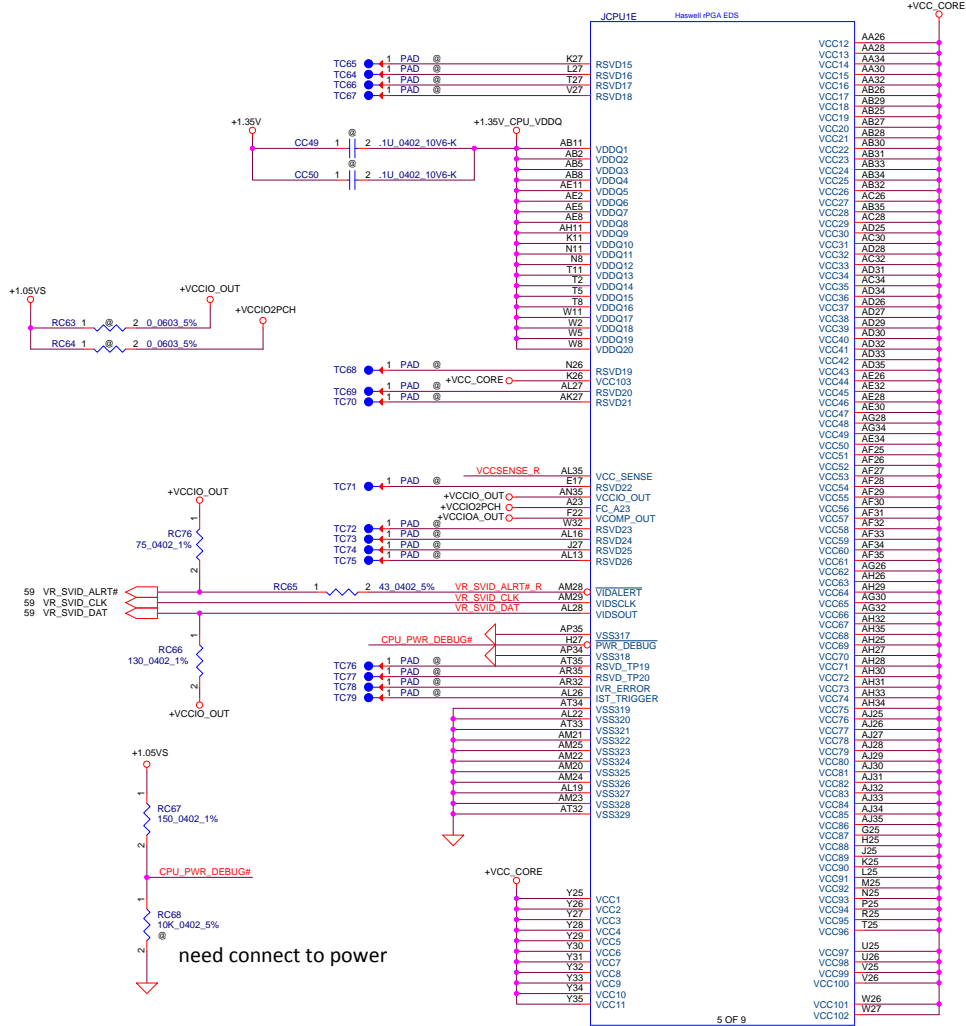 JCPU1E
Haswell rPGA EDS
+VCC_CORE
TC65 1 PAD @ K27 RSVD15
TC64 1 PAD @ L27 RSVD16
TC66 1 PAD @ T27 RSVD17
TC67 1 PAD @ V27 RSVD18
+1.35V
+1.35V_CPU_VDDQ
@
CC49 1 2 .1U_0402_10V6-K
@
CC50 1 2 .1U_0402_10V6-K
AB11 VDDQ1
AB2 VDDQ2
AB5 VDDQ3
AB8 VDDQ4
AE11 VDDQ5
AE2 VDDQ6
AE5 VDDQ7
AE8 VDDQ8
AH11 VDDQ9
K11 VDDQ10
N11 VDDQ11
N8 VDDQ12
T11 VDDQ13
T2 VDDQ14
T5 VDDQ15
T8 VDDQ16
W11 VDDQ17
W2 VDDQ18
W5 VDDQ19
W8 VDDQ20
+1.05VS
+VCCIO_OUT
+VCCIO2PCH
RC63 1 @ 2 0_0603_5%
RC64 1 @ 2 0_0603_5%
TC68 1 PAD @ N26 RSVD19
+VCC_CORE K26 VCC103
TC69 1 PAD @ AL27 RSVD20
TC70 1 PAD @ AK27 RSVD21
VCCSENSE_R AL35 VCC_SENSE
TC71 1 PAD @ E17 RSVD22
+VCCIO_OUT AN35 VCCIO_OUT
+VCCIO2PCH A23 FC_A23
+VCCIOA_OUT F22 VCOMP_OUT
TC72 1 PAD @ W32 RSVD23
TC73 1 PAD @ AL16 RSVD24
TC74 1 PAD @ J27 RSVD25
TC75 1 PAD @ AL13 RSVD26
+VCCIO_OUT
1
RC76
75_0402_1%
2
59 VR_SVID_ALRT# RC65 1 2 43_0402_5% VR_SVID_ALRT#_R AM28 VIDALERT
59 VR_SVID_CLK VR_SVID_CLK AM29 VIDSCLK
59 VR_SVID_DAT VR_SVID_DAT AL28 VIDSOUT
1
RC66
130_0402_1%
2
+VCCIO_OUT
AP35 VSS317
CPU_PWR_DEBUG# H27 PWR_DEBUG
AP34 VSS318
TC76 1 PAD @ AT35 RSVD_TP19
TC77 1 PAD @ AR35 RSVD_TP20
TC78 1 PAD @ AR32 IVR_ERROR
TC79 1 PAD @ AL26 IST_TRIGGER
AT34 VSS319
AL22 VSS320
AT33 VSS321
AM21 VSS322
AM25 VSS323
AM22 VSS324
AM20 VSS325
AM24 VSS326
AL19 VSS327
AM23 VSS328
AT32 VSS329
+1.05VS
1
RC67
150_0402_1%
2
CPU_PWR_DEBUG#
1
RC68
10K_0402_5%
@
2
need connect to power
+VCC_CORE
Y25 VCC1
Y26 VCC2
Y27 VCC3
Y28 VCC4
Y29 VCC5
Y30 VCC6
Y31 VCC7
Y32 VCC8
Y33 VCC9
Y34 VCC10
Y35 VCC11
VCC12 AA26
VCC13 AA28
VCC14 AA34
VCC15 AA30
VCC16 AA32
VCC17 AB26
VCC18 AB29
VCC19 AB25
VCC20 AB27
VCC21 AB28
VCC22 AB30
VCC23 AB31
VCC24 AB33
VCC25 AB34
VCC26 AB32
VCC27 AC26
VCC28 AB35
VCC29 AC28
VCC30 AD25
VCC31 AC30
VCC32 AD28
VCC33 AC32
VCC34 AD31
VCC35 AC34
VCC36 AD34
VCC37 AD26
VCC38 AD27
VCC39 AD29
VCC40 AD30
VCC41 AD32
VCC42 AD33
VCC43 AD35
VCC44 AE26
VCC45 AE32
VCC46 AE28
VCC47 AE30
VCC48 AG28
VCC49 AG34
VCC50 AE34
VCC51 AF25
VCC52 AF26
VCC53 AF27
VCC54 AF28
VCC55 AF29
VCC56 AF30
VCC57 AF31
VCC58 AF32
VCC59 AF33
VCC60 AF34
VCC61 AF35
VCC62 AG26
VCC63 AH26
VCC64 AH29
VCC65 AG30
VCC66 AG32
VCC67 AH32
VCC68 AH35
VCC69 AH25
VCC70 AH27
VCC71 AH28
VCC72 AH30
VCC73 AH31
VCC74 AH33
VCC75 AH34
VCC76 AJ25
VCC77 AJ26
VCC78 AJ27
VCC79 AJ28
VCC80 AJ29
VCC81 AJ30
VCC82 AJ31
VCC83 AJ32
VCC84 AJ33
VCC85 AJ34
VCC86 AJ35
VCC87 G25
VCC88 H25
VCC89 J25
VCC90 K25
VCC91 L25
VCC92 M25
VCC93 N25
VCC94 P25
VCC95 R25
VCC96 T25
VCC97 U25
VCC98 U26
VCC99 V25
VCC100 V26
VCC101 W26
VCC102 W27
5 OF 9